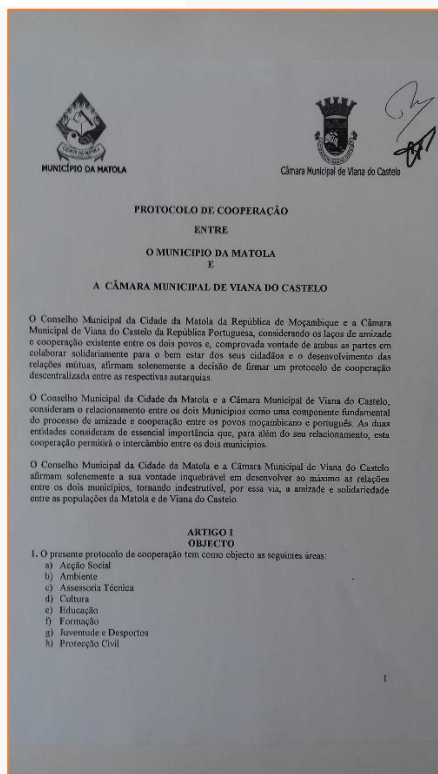 CIDADE DA MATOLA
MUNICÍPIO DA MATOLA
Câmara Municipal de Viana do Castelo
PROTOCOLO DE COOPERAÇÃO
ENTRE
O MUNICIPIO DA MATOLA
E
A CÂMARA MUNICIPAL DE VIANA DO CASTELO
O Conselho Municipal da Cidade da Matola da República de Moçambique e a Câmara
Municipal de Viana do Castelo da República Portuguesa, considerando os laços de amizade
e cooperação existente entre os dois povos e, comprovada vontade de ambas as partes em
colaborar solidariamente para o bem estar dos seus cidadãos e o desenvolvimento das
relações mútuas, afirmam solenemente a decisão de firmar um protocolo de cooperação
descentralizada entre as respectivas autarquias.
O Conselho Municipal da Cidade da Matola e a Câmara Municipal de Viana do Castelo,
consideram o relacionamento entre os dois Municípios como uma componente fundamental
do processo de amizade e cooperação entre os povos moçambicano e português. As duas
entidades consideram de essencial importância que, para além do seu relacionamento, esta
cooperação permitirá o intercâmbio entre os dois municípios.
O Conselho Municipal da Cidade da Matola e a Câmara Municipal de Viana do Castelo
afirmam solenemente a sua vontade inquebrável em desenvolver ao máximo as relações
entre os dois municípios, tornando indestrutível, por essa via, a amizade e solidariedade
entre as populações da Matola e de Viana do Castelo
ARTIGO I
OBJECTO
1. O presente protocolo de cooperação tem como objecto as seguintes áreas:
a) Acção Social
b) Ambiente
c) Assessoria Técnica
d) Cultura
e) Educação
f) Formação
g) Juventude e Desportos
h) Protecção Civil
1